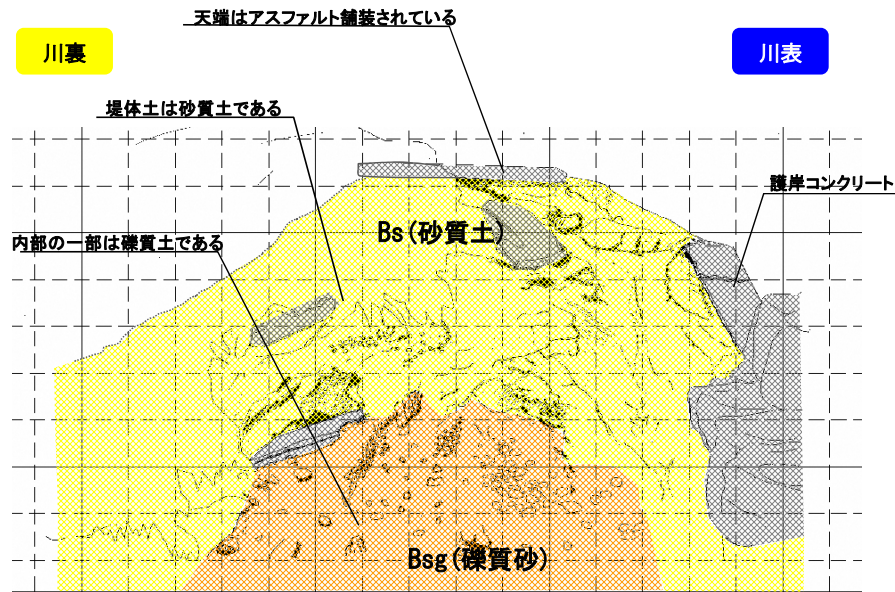 天端はアスファルト舗装されている
川裏
川表
堤体土は砂質土である
護岸コンクリート
Bs(砂質土)
内部の一部は礫質土である
Bsg(礫質砂)